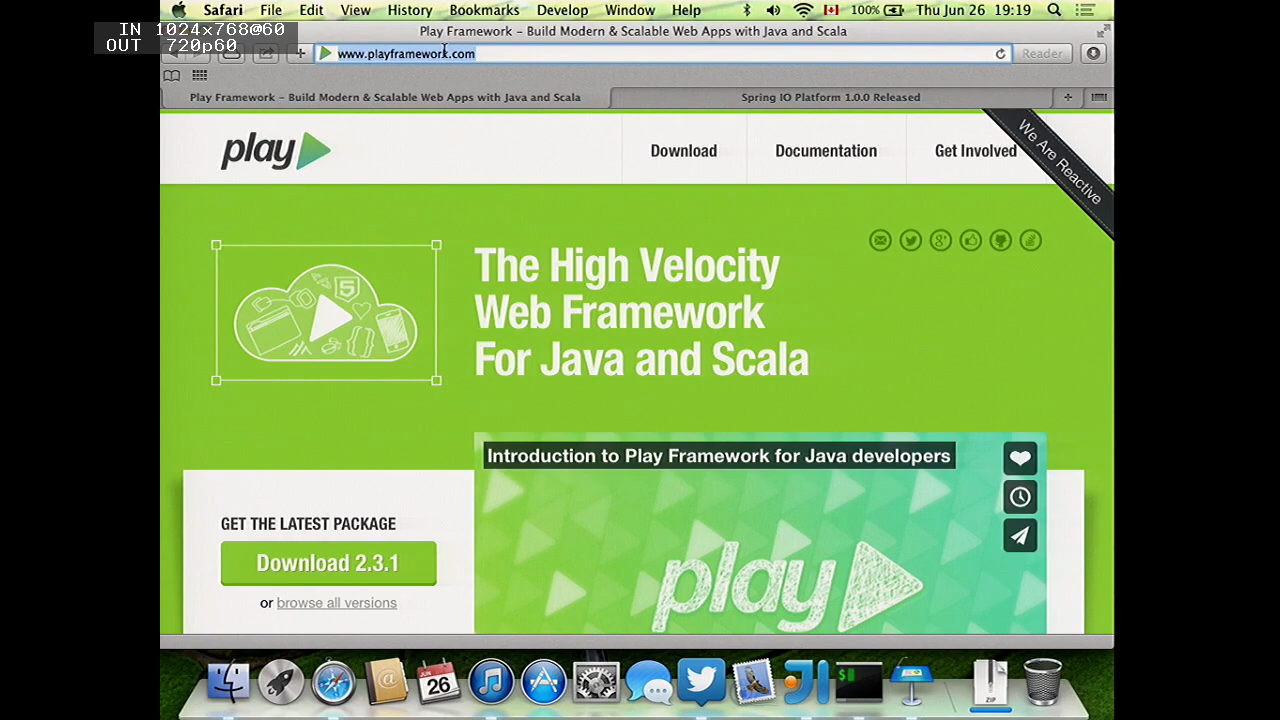 Safari File Edit View History Bookmarks Develop Window Help 100% Thu Jun 26 19:19
IN 1024x768@60
OUT 720p60
Play Framework – Build Modern & Scalable Web Apps with Java and Scala
www.playframework.com
Reader
Play Framework – Build Modern & Scalable Web Apps with Java and Scala
Spring IO Platform 1.0.0 Released
play
Download
Documentation
Get Involved
We Are Reactive
The High Velocity
Web Framework
For Java and Scala
5
g+
Introduction to Play Framework for Java developers
GET THE LATEST PACKAGE
Download 2.3.1
or browse all versions
play
JUN
26
@
$
ZIP